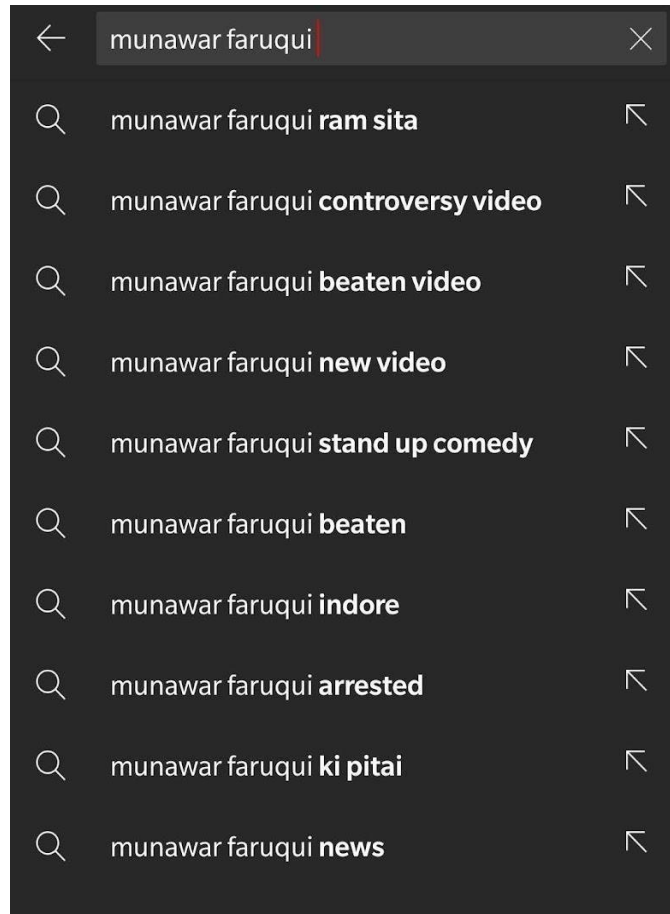 munawar faruqui
munawar faruqui ram sita
munawar faruqui controversy video
munawar faruqui beaten video
munawar faruqui new video
munawar faruqui stand up comedy
munawar faruqui beaten
munawar faruqui indore
munawar faruqui arrested
munawar faruqui ki pitai
munawar faruqui news